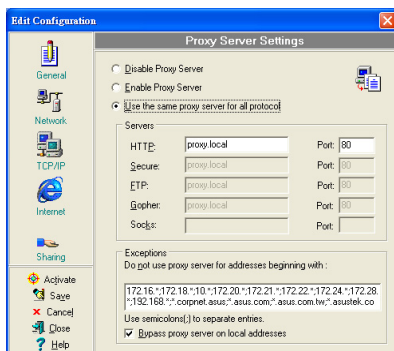 Edit Configuration
Proxy Server Settings
General
Network
TCP/IP
Internet
Sharing
Activate
Save
Cancel
Close
Help
Disable Proxy Server
Enable Proxy Server
Use the same proxy server for all protocol
Servers
HTTP: proxy.local Port: 80
Secure: proxy.local Port: 80
FTP: proxy.local Port: 80
Gopher: proxy.local Port: 80
Socks: Port:
Exceptions
Do not use proxy server for addresses beginning with :
172.16.*;172.18.*;10.*;172.20.*;172.21.*;172.22.*;172.24.*;172.28.
*;192.168.*;*.corpnet.asus;*.asus.com;*.asus.com.tw;*.asustek.co
Use semicolons(;) to separate entries.
Bypass proxy server on local addresses